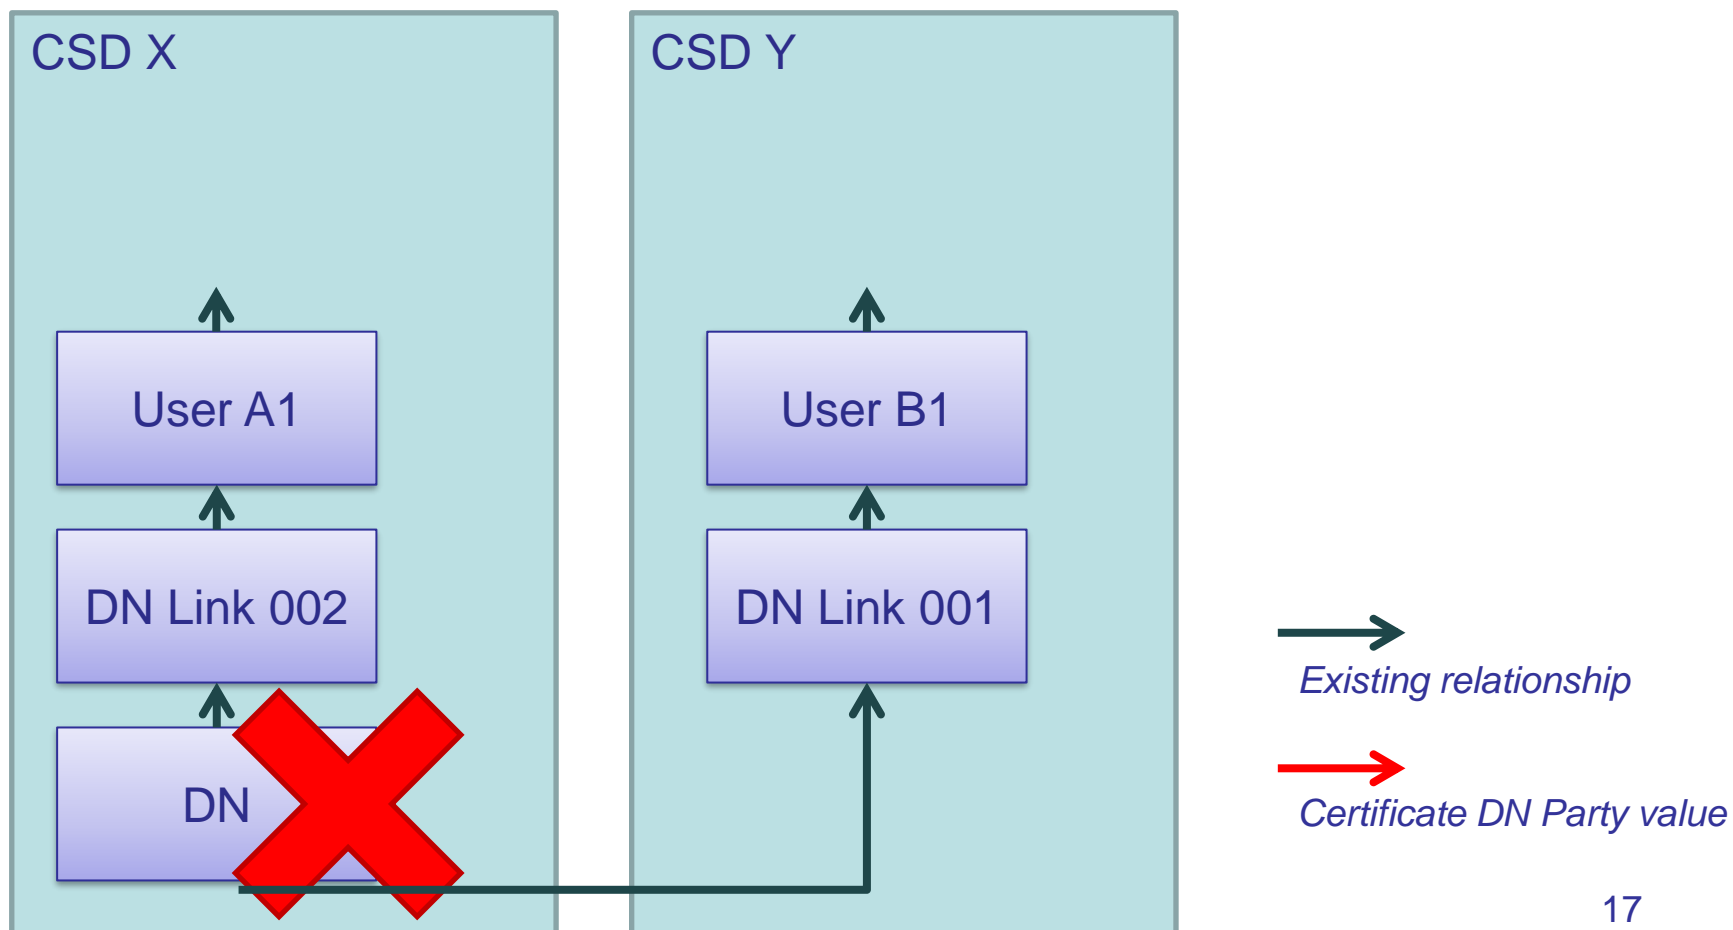 CSD X
CSD Y
User A1
User B1
DN Link 002
DN Link 001
DN
Existing relationship
Certificate DN Party value
17